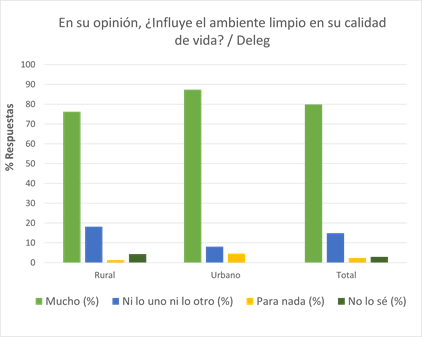 En su opinión, ¿Influye el ambiente limpio en su calidad
de vida? / Deleg
% Respuestas
100
90
80
70
60
50
40
30
20
10
0
Rural Urbano Total
Mucho (%) Ni lo uno ni lo otro (%) Para nada (%) No lo sé (%)